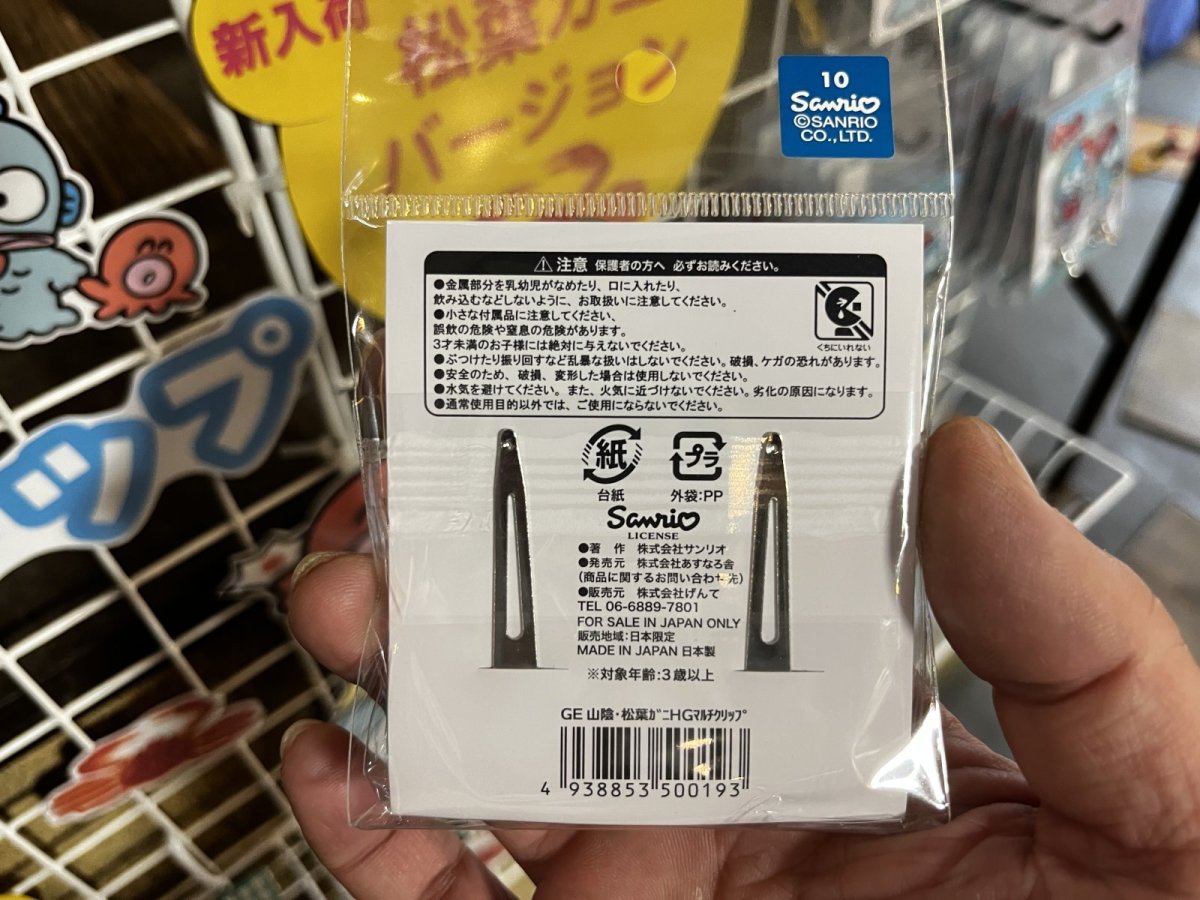 新入荷
松葉ガニ
バージョン
10
Sanrio
©SANRIO
CO.,LTD.
ップ
⚠注意 保護者の方へ 必ずお読みください。
●金属部分を乳幼児がなめたり、口に入れたり、
飲み込むなどしないように、お取扱いに注意してください。
●小さな付属品に注意してください、
誤飲の危険や窒息の危険があります。
3才未満のお子様には絶対に与えないでください。
●ぶつけたり振り回すなど乱暴な扱いはしないでください。破損、ケガの恐れがあります。
●安全のため、破損、変形した場合は使用しないでください。
●水気を避けてください。また、火気に近づけないでください。劣化の原因になります。
●通常使用目的以外では、ご使用にならないでください。
くちにいれない
紙 プラ
台紙 外袋:PP
Sanrio
LICENSE
●著 作 株式会社サンリオ
●発売元 株式会社あすなろ舎
(商品に関するお問い合わせ先)
●販売元 株式会社げんて
TEL 06-6889-7801
FOR SALE IN JAPAN ONLY
販売地域:日本限定
MADE IN JAPAN 日本製
※対象年齢:3歳以上
GE 山陰・松葉ガニHGマルチクリップ
4 938853 500193